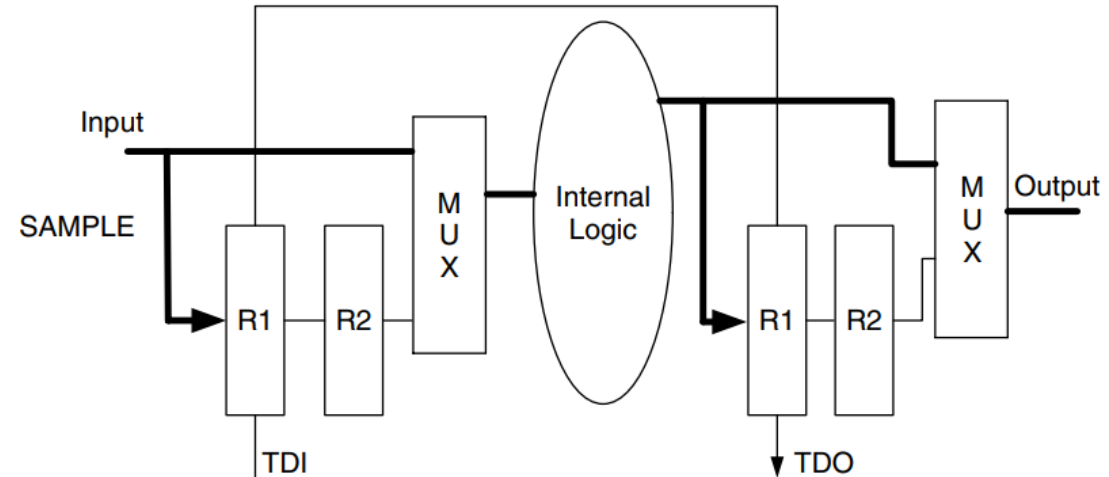 Input
SAMPLE
R1
R2
M
U
X
Internal
Logic
R1
R2
M
U
X
Output
TDI
TDO